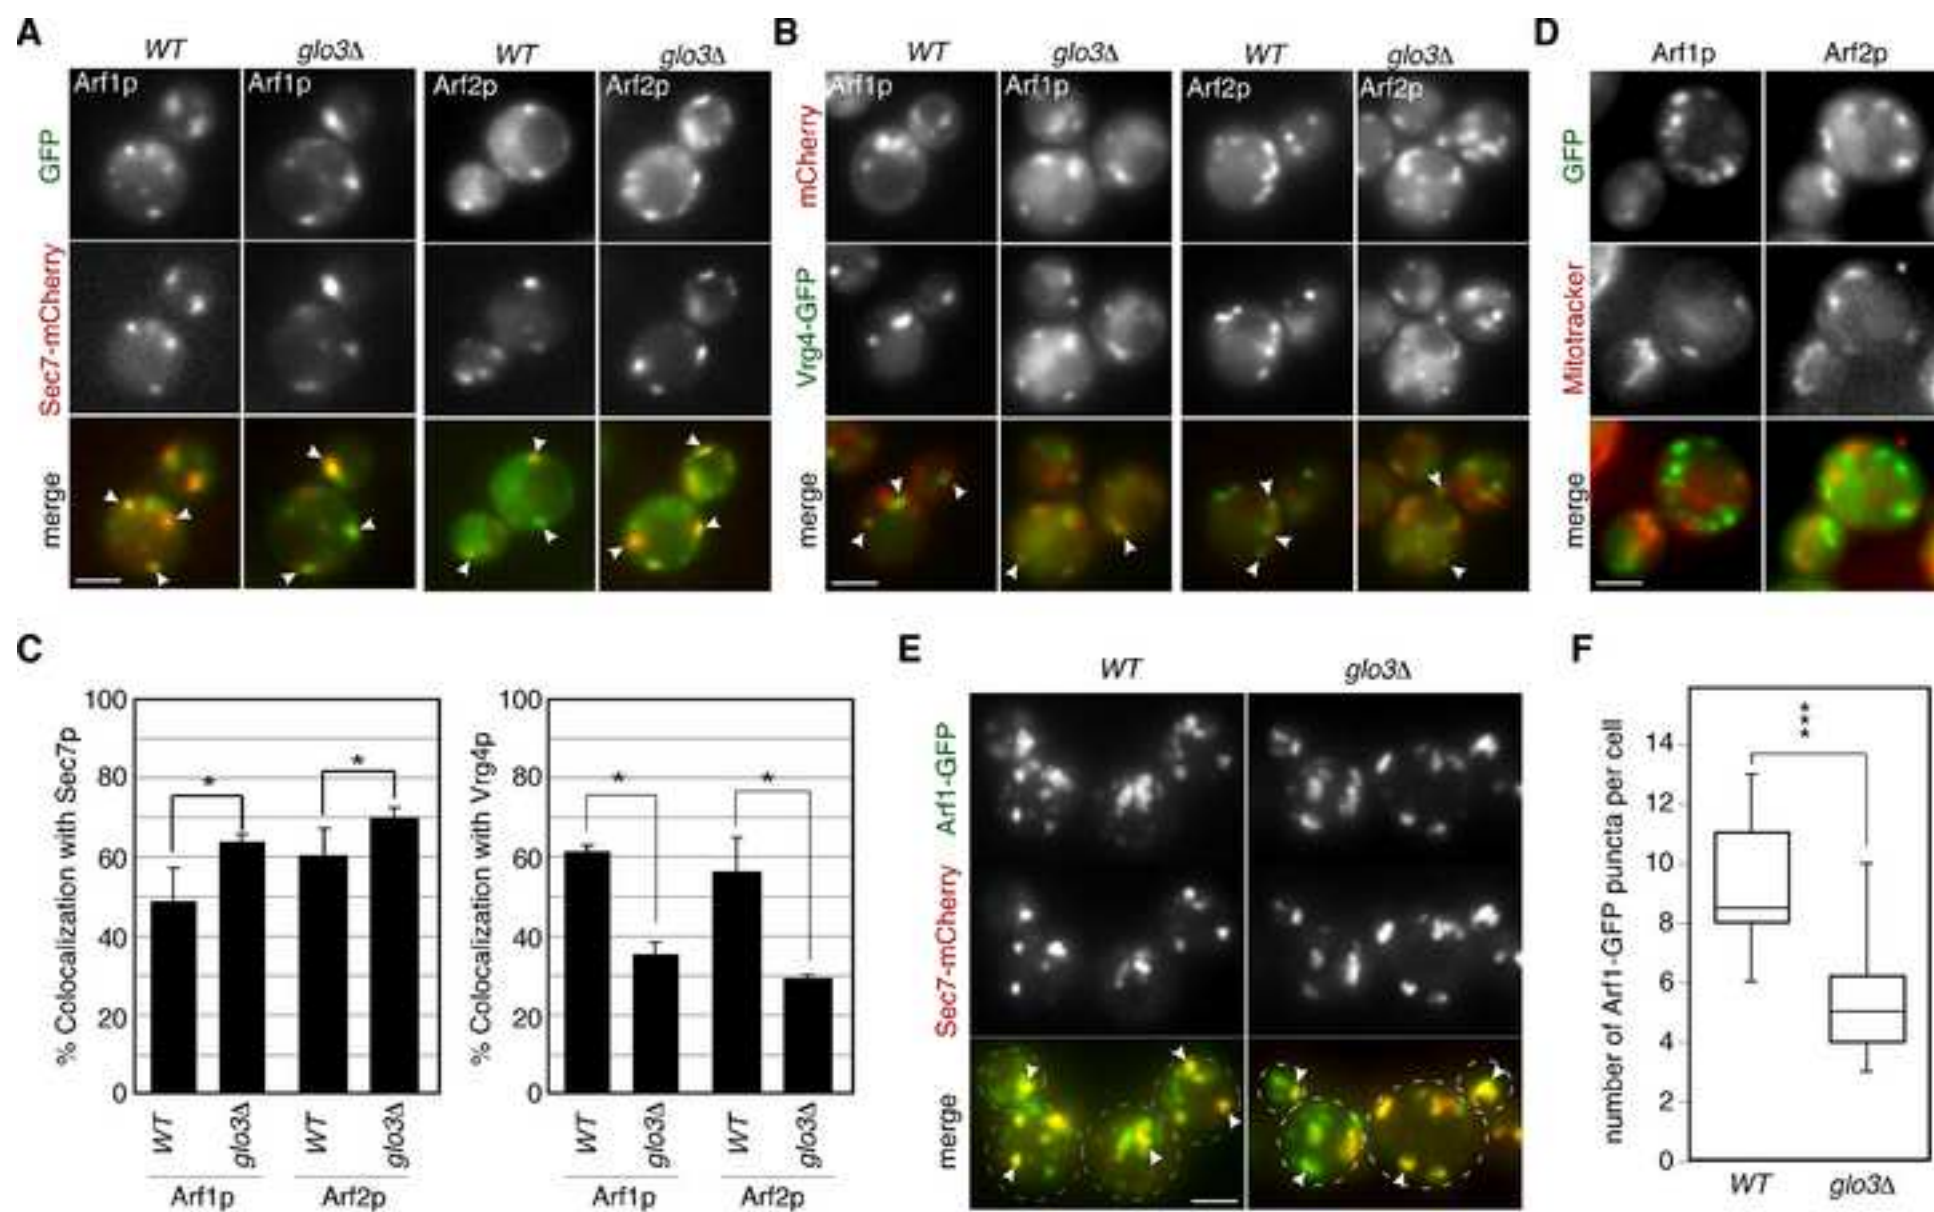 A
WT
glo3Δ
WT
glo3Δ
GFP
Arf1p
Arf1p
Arf2p
Arf2p
Sec7-mCherry
merge
B
WT
glo3Δ
WT
glo3Δ
mCherry
Arf1p
Arf1p
Arf2p
Arf2p
Vrg4-GFP
merge
D
Arf1p
Arf2p
GFP
Mitotracker
merge
C
% Colocalization with Sec7p
100
80
60
40
20
0
*
*
WT
glo3Δ
WT
glo3Δ
Arf1p
Arf2p
% Colocalization with Vrg4p
100
80
60
40
20
0
*
*
WT
glo3Δ
WT
glo3Δ
Arf1p
Arf2p
E
WT
glo3Δ
Arf1-GFP
Sec7-mCherry
merge
F
number of Arf1-GFP puncta per cell
14
12
10
8
6
4
2
0
***
WT
glo3Δ